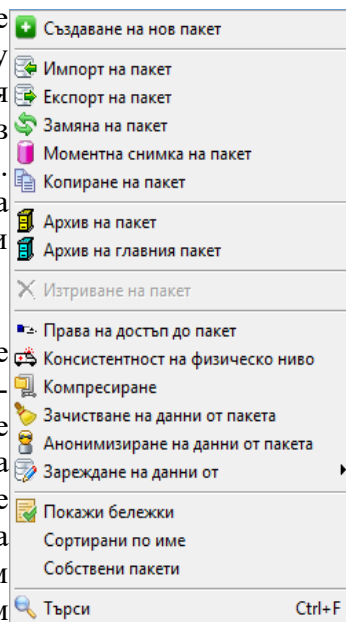 Създаване на нов пакет
Импорт на пакет
Експорт на пакет
Замяна на пакет
Моментна снимка на пакет
Копиране на пакет
Архив на пакет
Архив на главния пакет
Изтриване на пакет
Права на достъп до пакет
Консистентност на физическо ниво
Компресиране
Зачистване на данни от пакета
Анонимизиране на данни от пакета
Зареждане на данни от
Покажи бележки
Сортирани по име
Собствени пакети
Търси Ctrl+F